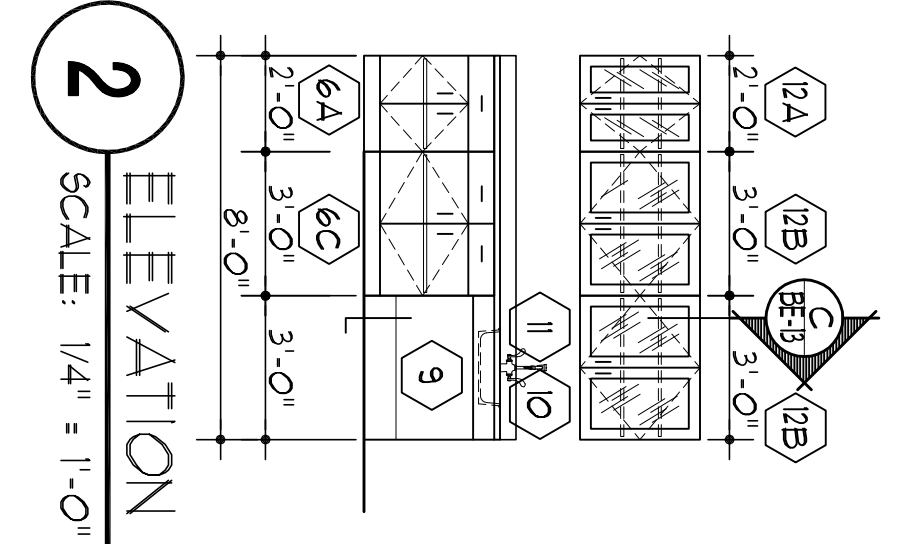 12A
12B
12B
2'-0"
3'-0"
3'-0"
C
BE-13
11
10
9
6A
6C
2'-0"
3'-0"
3'-0"
8'-0"
2
ELEVATION
SCALE: 1/4" = 1'-0"